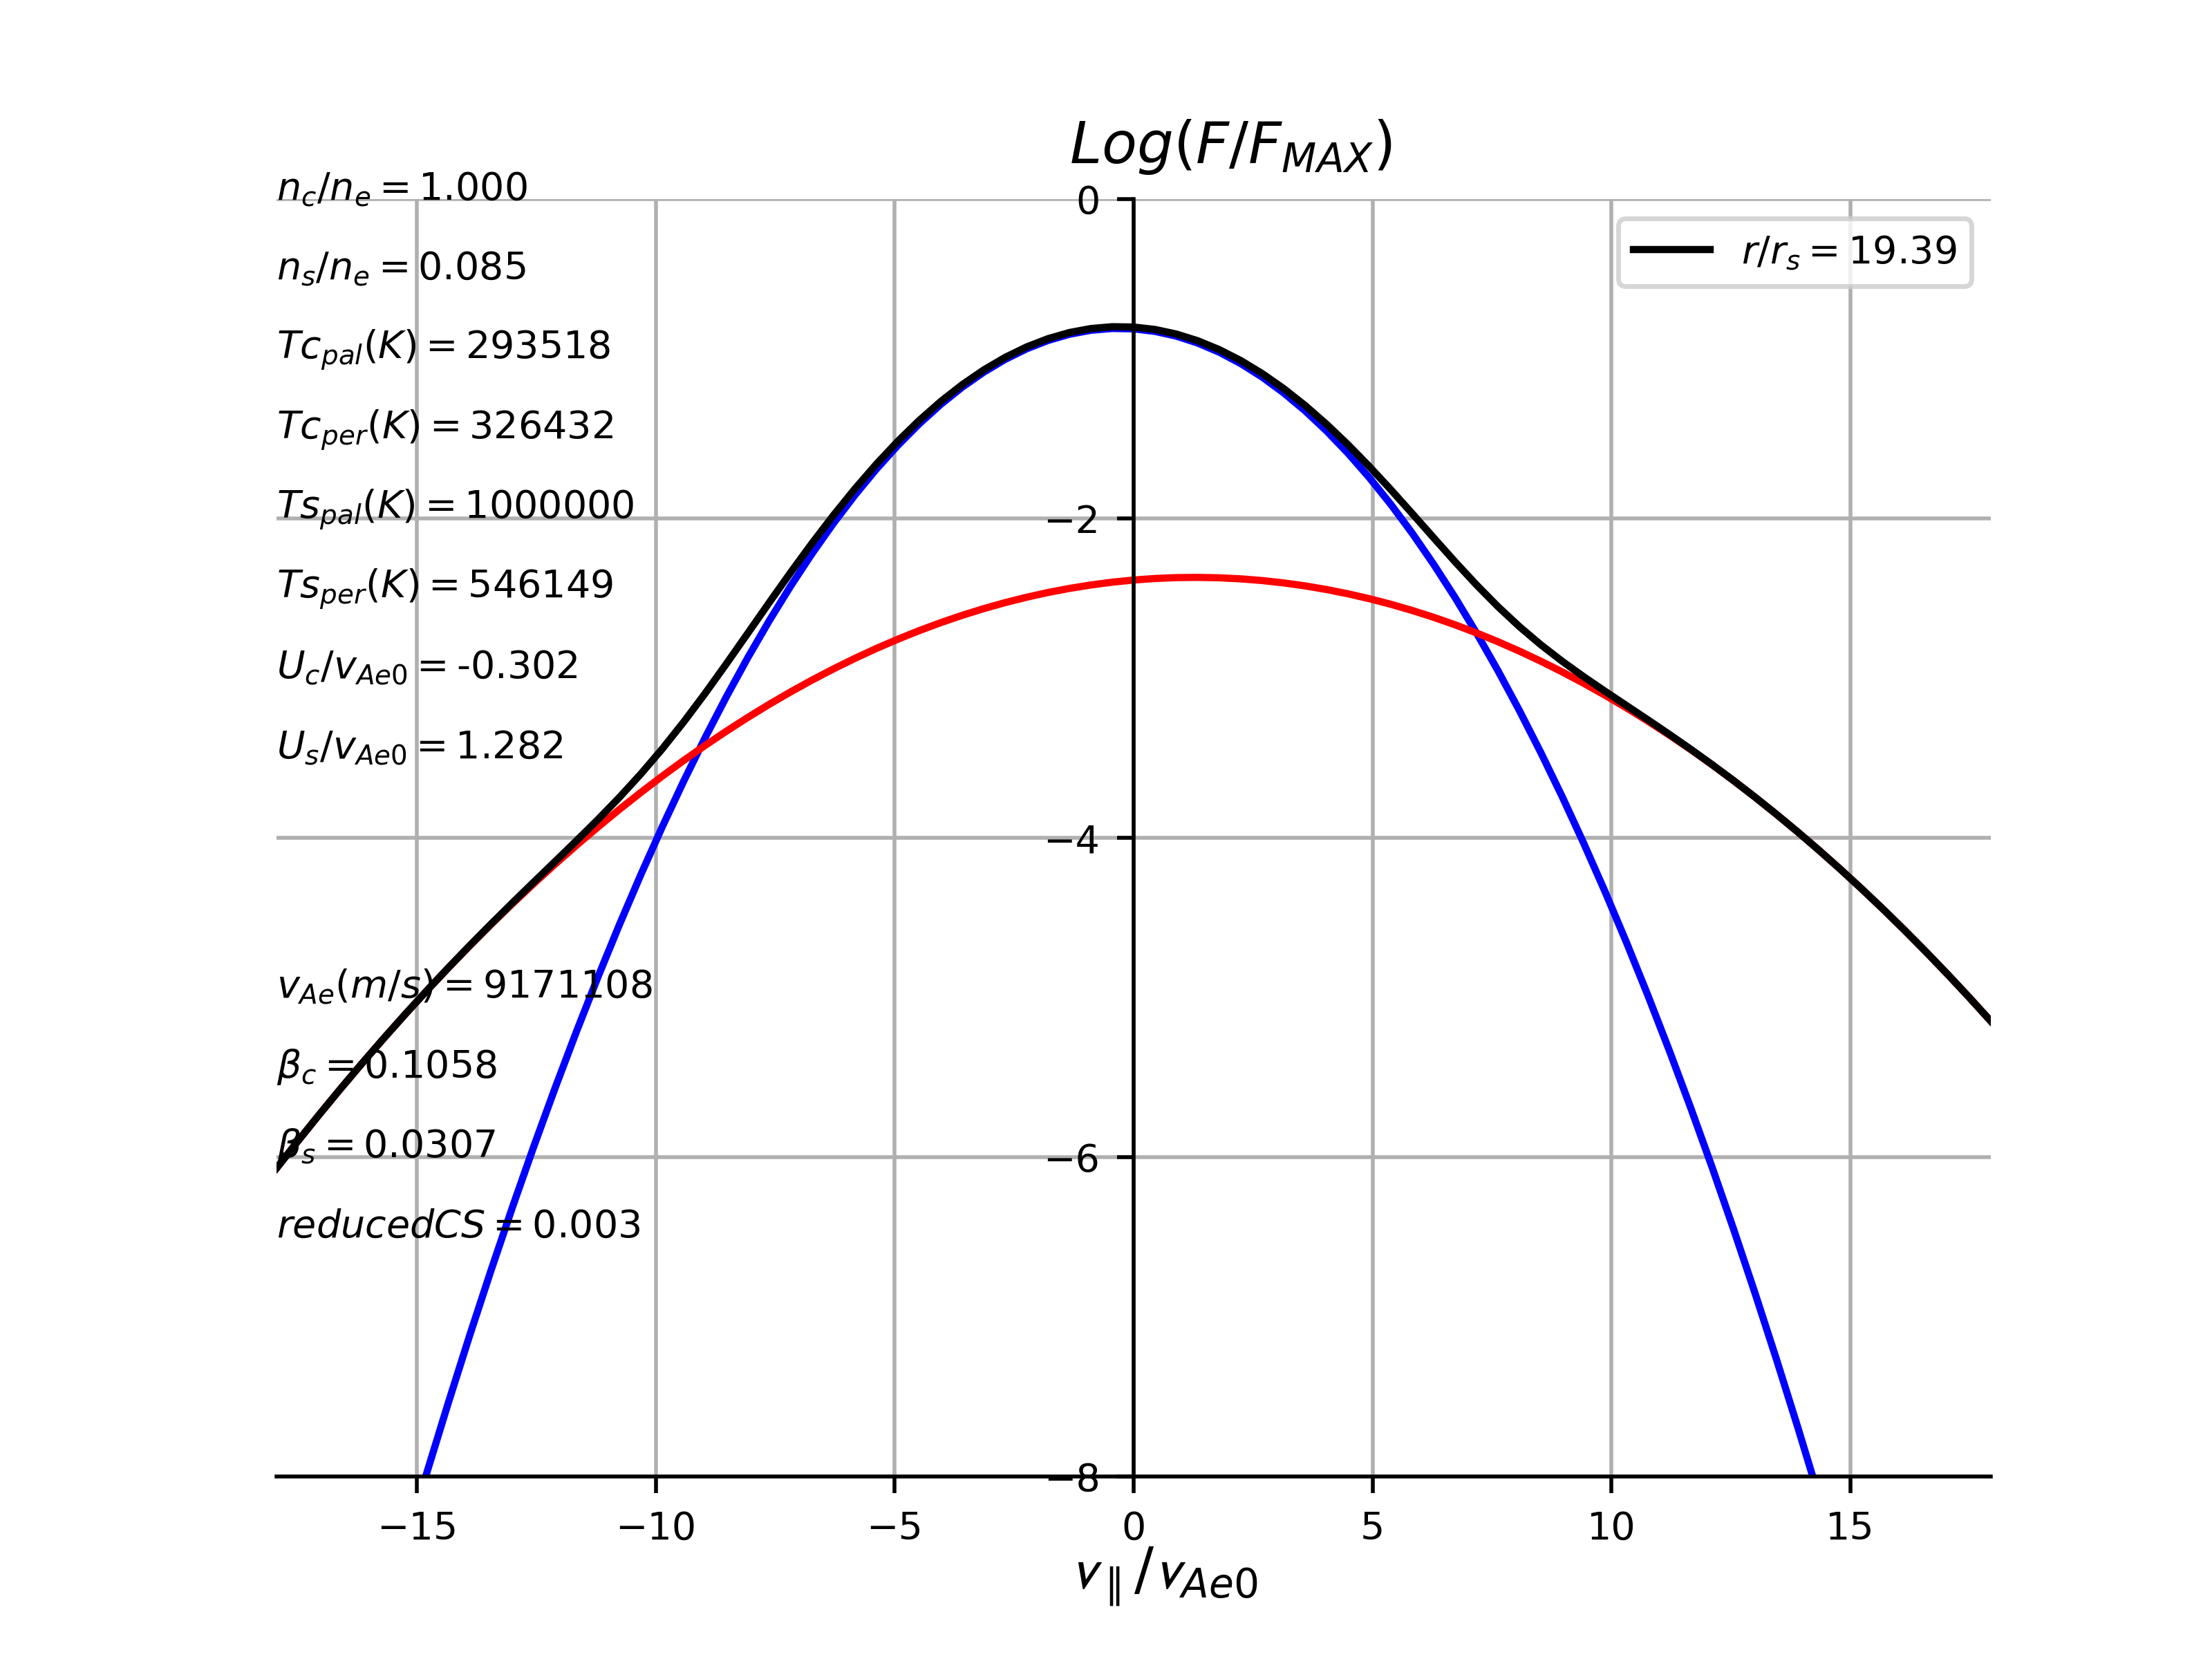 Log(F/F_MAX)
n_c/n_e = 1.000
n_s/n_e = 0.085
Tc_pal(K) = 293518
Tc_per(K) = 326432
Ts_pal(K) = 1000000
Ts_per(K) = 546149
U_c/v_Ae0 = -0.302
U_s/v_Ae0 = 1.282
v_Ae(m/s) = 9171108
β_c = 0.1058
β_s = 0.0307
reducedCS = 0.003
r/r_s = 19.39
0
−2
−4
−6
−8
−15 −10 −5 0 5 10 15
v_∥/v_Ae0